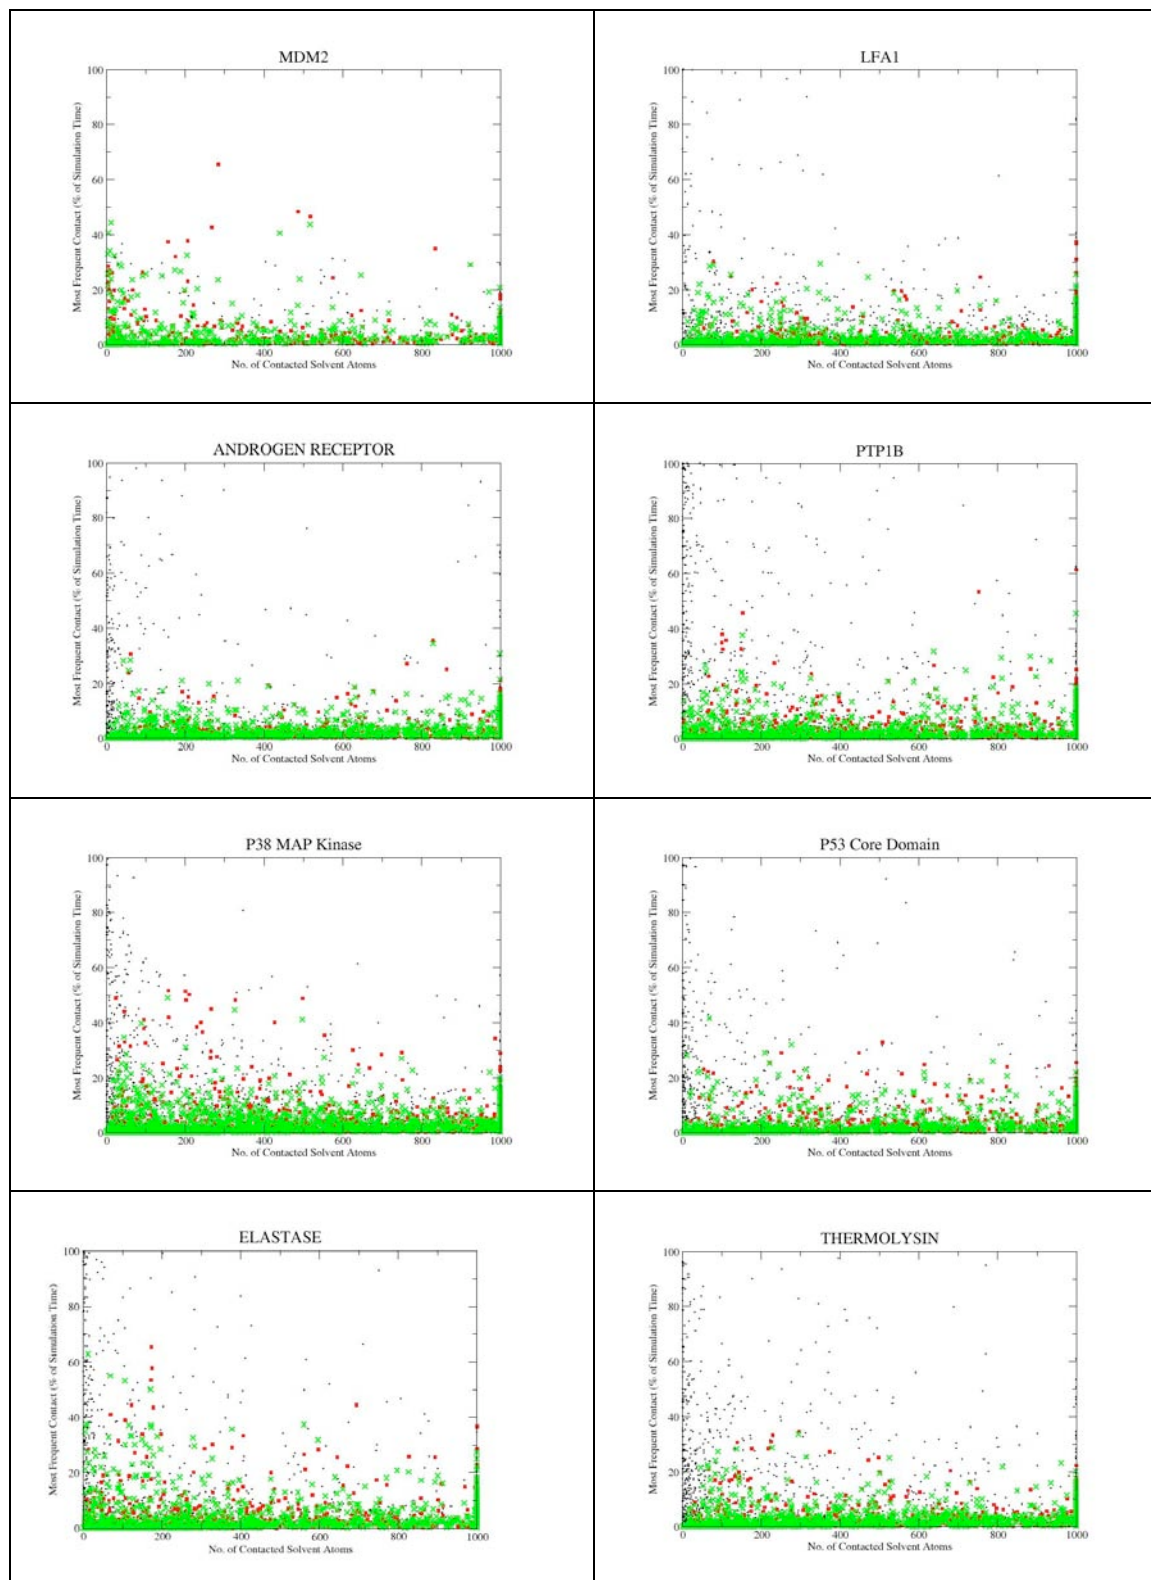 MDM2
Most Frequent Contact (% of Simulation Time)
100
80
60
40
20
0
0 200 400 600 800 1000
No. of Contacted Solvent Atoms
LFA1
Most Frequent Contact (% of Simulation Time)
100
80
60
40
20
0
0 200 400 600 800 1000
No. of Contacted Solvent Atoms
ANDROGEN RECEPTOR
Most Frequent Contact (% of Simulation Time)
100
80
60
40
20
0
0 200 400 600 800 1000
No. of Contacted Solvent Atoms
PTP1B
Most Frequent Contact (% of Simulation Time)
100
80
60
40
20
0
0 200 400 600 800 1000
No. of Contacted Solvent Atoms
P38 MAP Kinase
Most Frequent Contact (% of Simulation Time)
100
80
60
40
20
0
0 200 400 600 800 1000
No. of Contacted Solvent Atoms
P53 Core Domain
Most Frequent Contact (% of Simulation Time)
100
80
60
40
20
0
0 200 400 600 800 1000
No. of Contacted Solvent Atoms
ELASTASE
Most Frequent Contact (% of Simulation Time)
100
80
60
40
20
0
0 200 400 600 800 1000
No. of Contacted Solvent Atoms
THERMOLYSIN
Most Frequent Contact (% of Simulation Time)
100
80
60
40
20
0
0 200 400 600 800 1000
No. of Contacted Solvent Atoms